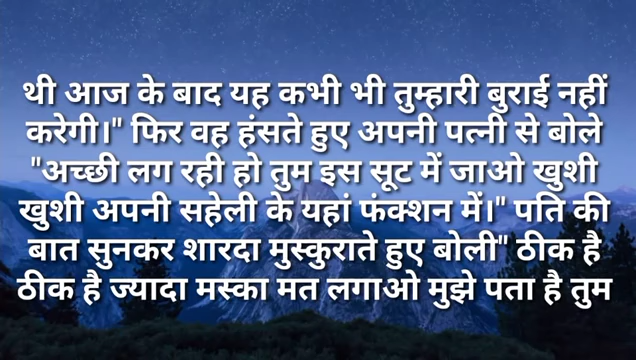 थी आज के बाद यह कभी भी तुम्हारी बुराई नहीं
करेगी।" फिर वह हंसते हुए अपनी पत्नी से बोले
"अच्छी लग रही हो तुम इस सूट में जाओ खुशी
खुशी अपनी सहेली के यहां फंक्शन में।" पति की
बात सुनकर शारदा मुस्कुराते हुए बोली" ठीक है
ठीक है ज्यादा मस्का मत लगाओ मुझे पता है तुम